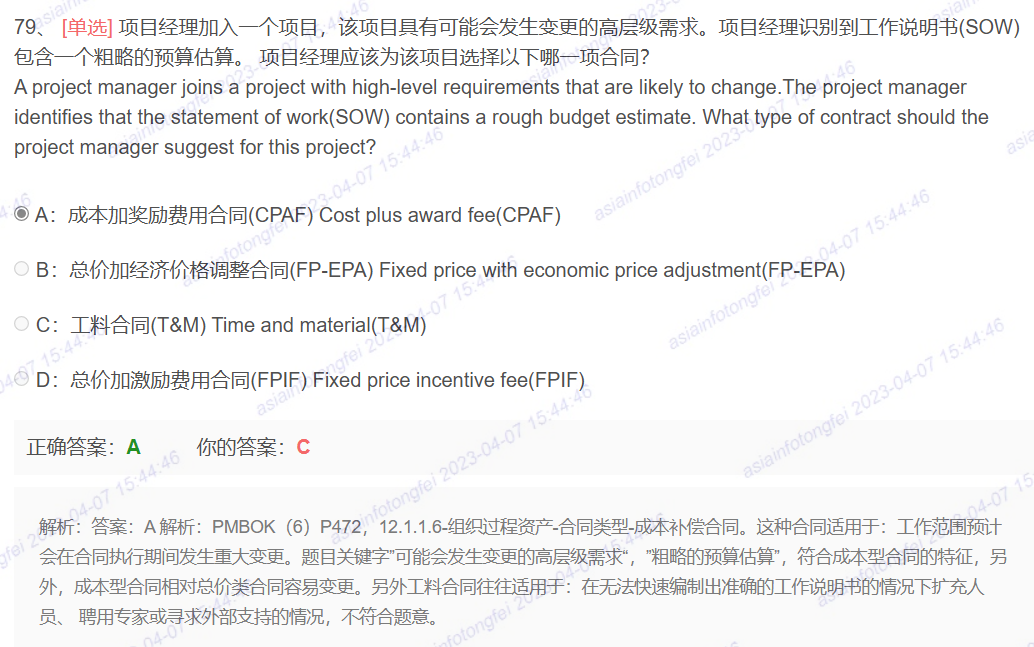 79、 [单选] 项目经理加入一个项目，该项目具有可能会发生变更的高层级需求。项目经理识别到工作说明书(SOW)
包含一个粗略的预算估算。 项目经理应该为该项目选择以下哪一项合同?
A project manager joins a project with high-level requirements that are likely to change.The project manager
identifies that the statement of work(SOW) contains a rough budget estimate. What type of contract should the
project manager suggest for this project?
A：成本加奖励费用合同(CPAF) Cost plus award fee(CPAF)
B：总价加经济价格调整合同(FP-EPA) Fixed price with economic price adjustment(FP-EPA)
C：工料合同(T&M) Time and material(T&M)
D：总价加激励费用合同(FPIF) Fixed price incentive fee(FPIF)
正确答案：A 你的答案：C
解析：答案：A 解析：PMBOK（6）P472，12.1.1.6-组织过程资产-合同类型-成本补偿合同。这种合同适用于：工作范围预计
会在合同执行期间发生重大变更。题目关键字”可能会发生变更的高层级需求“，”粗略的预算估算”，符合成本型合同的特征，另
外，成本型合同相对总价类合同容易变更。另外工料合同往往适用于：在无法快速编制出准确的工作说明书的情况下扩充人
员、 聘用专家或寻求外部支持的情况，不符合题意。
asiainfotongfei 2023-04-07 15:44:46